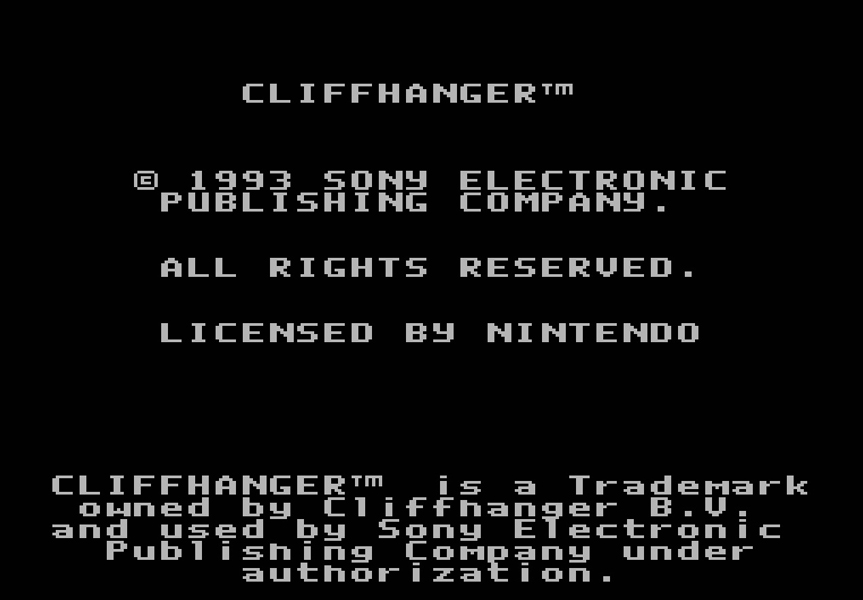 CLIFFHANGER™
© 1993 SONY ELECTRONIC
PUBLISHING COMPANY.
ALL RIGHTS RESERVED.
LICENSED BY NINTENDO
CLIFFHANGER™ is a Trademark
owned by Cliffhanger B.V.
and used by Sony Electronic
Publishing Company under
authorization.